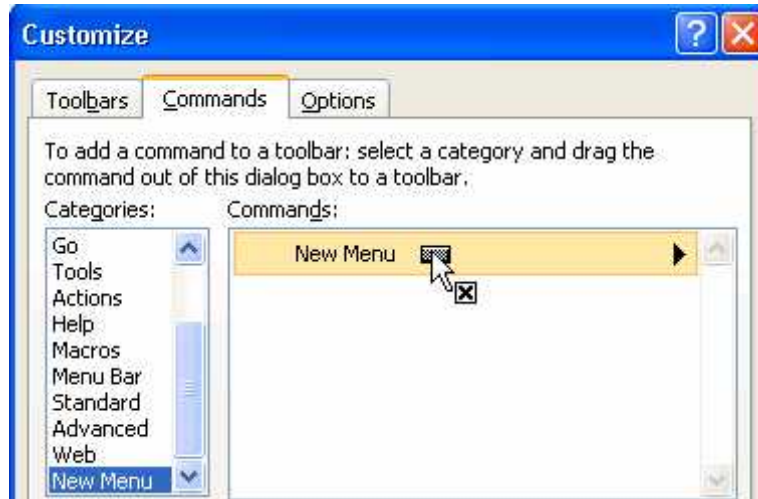 Customize
Toolbars Commands Options
To add a command to a toolbar: select a category and drag the
command out of this dialog box to a toolbar.
Categories: Commands:
Go New Menu
Tools
Actions
Help
Macros
Menu Bar
Standard
Advanced
Web
New Menu